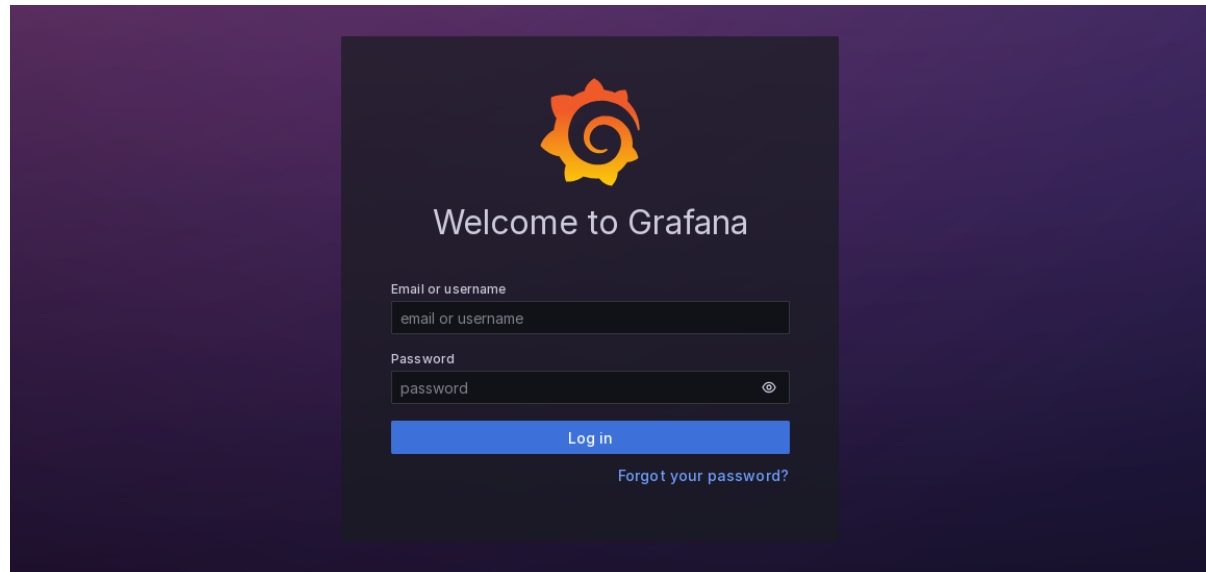 Welcome to Grafana
Email or username
email or username
Password
password
Log in
Forgot your password?